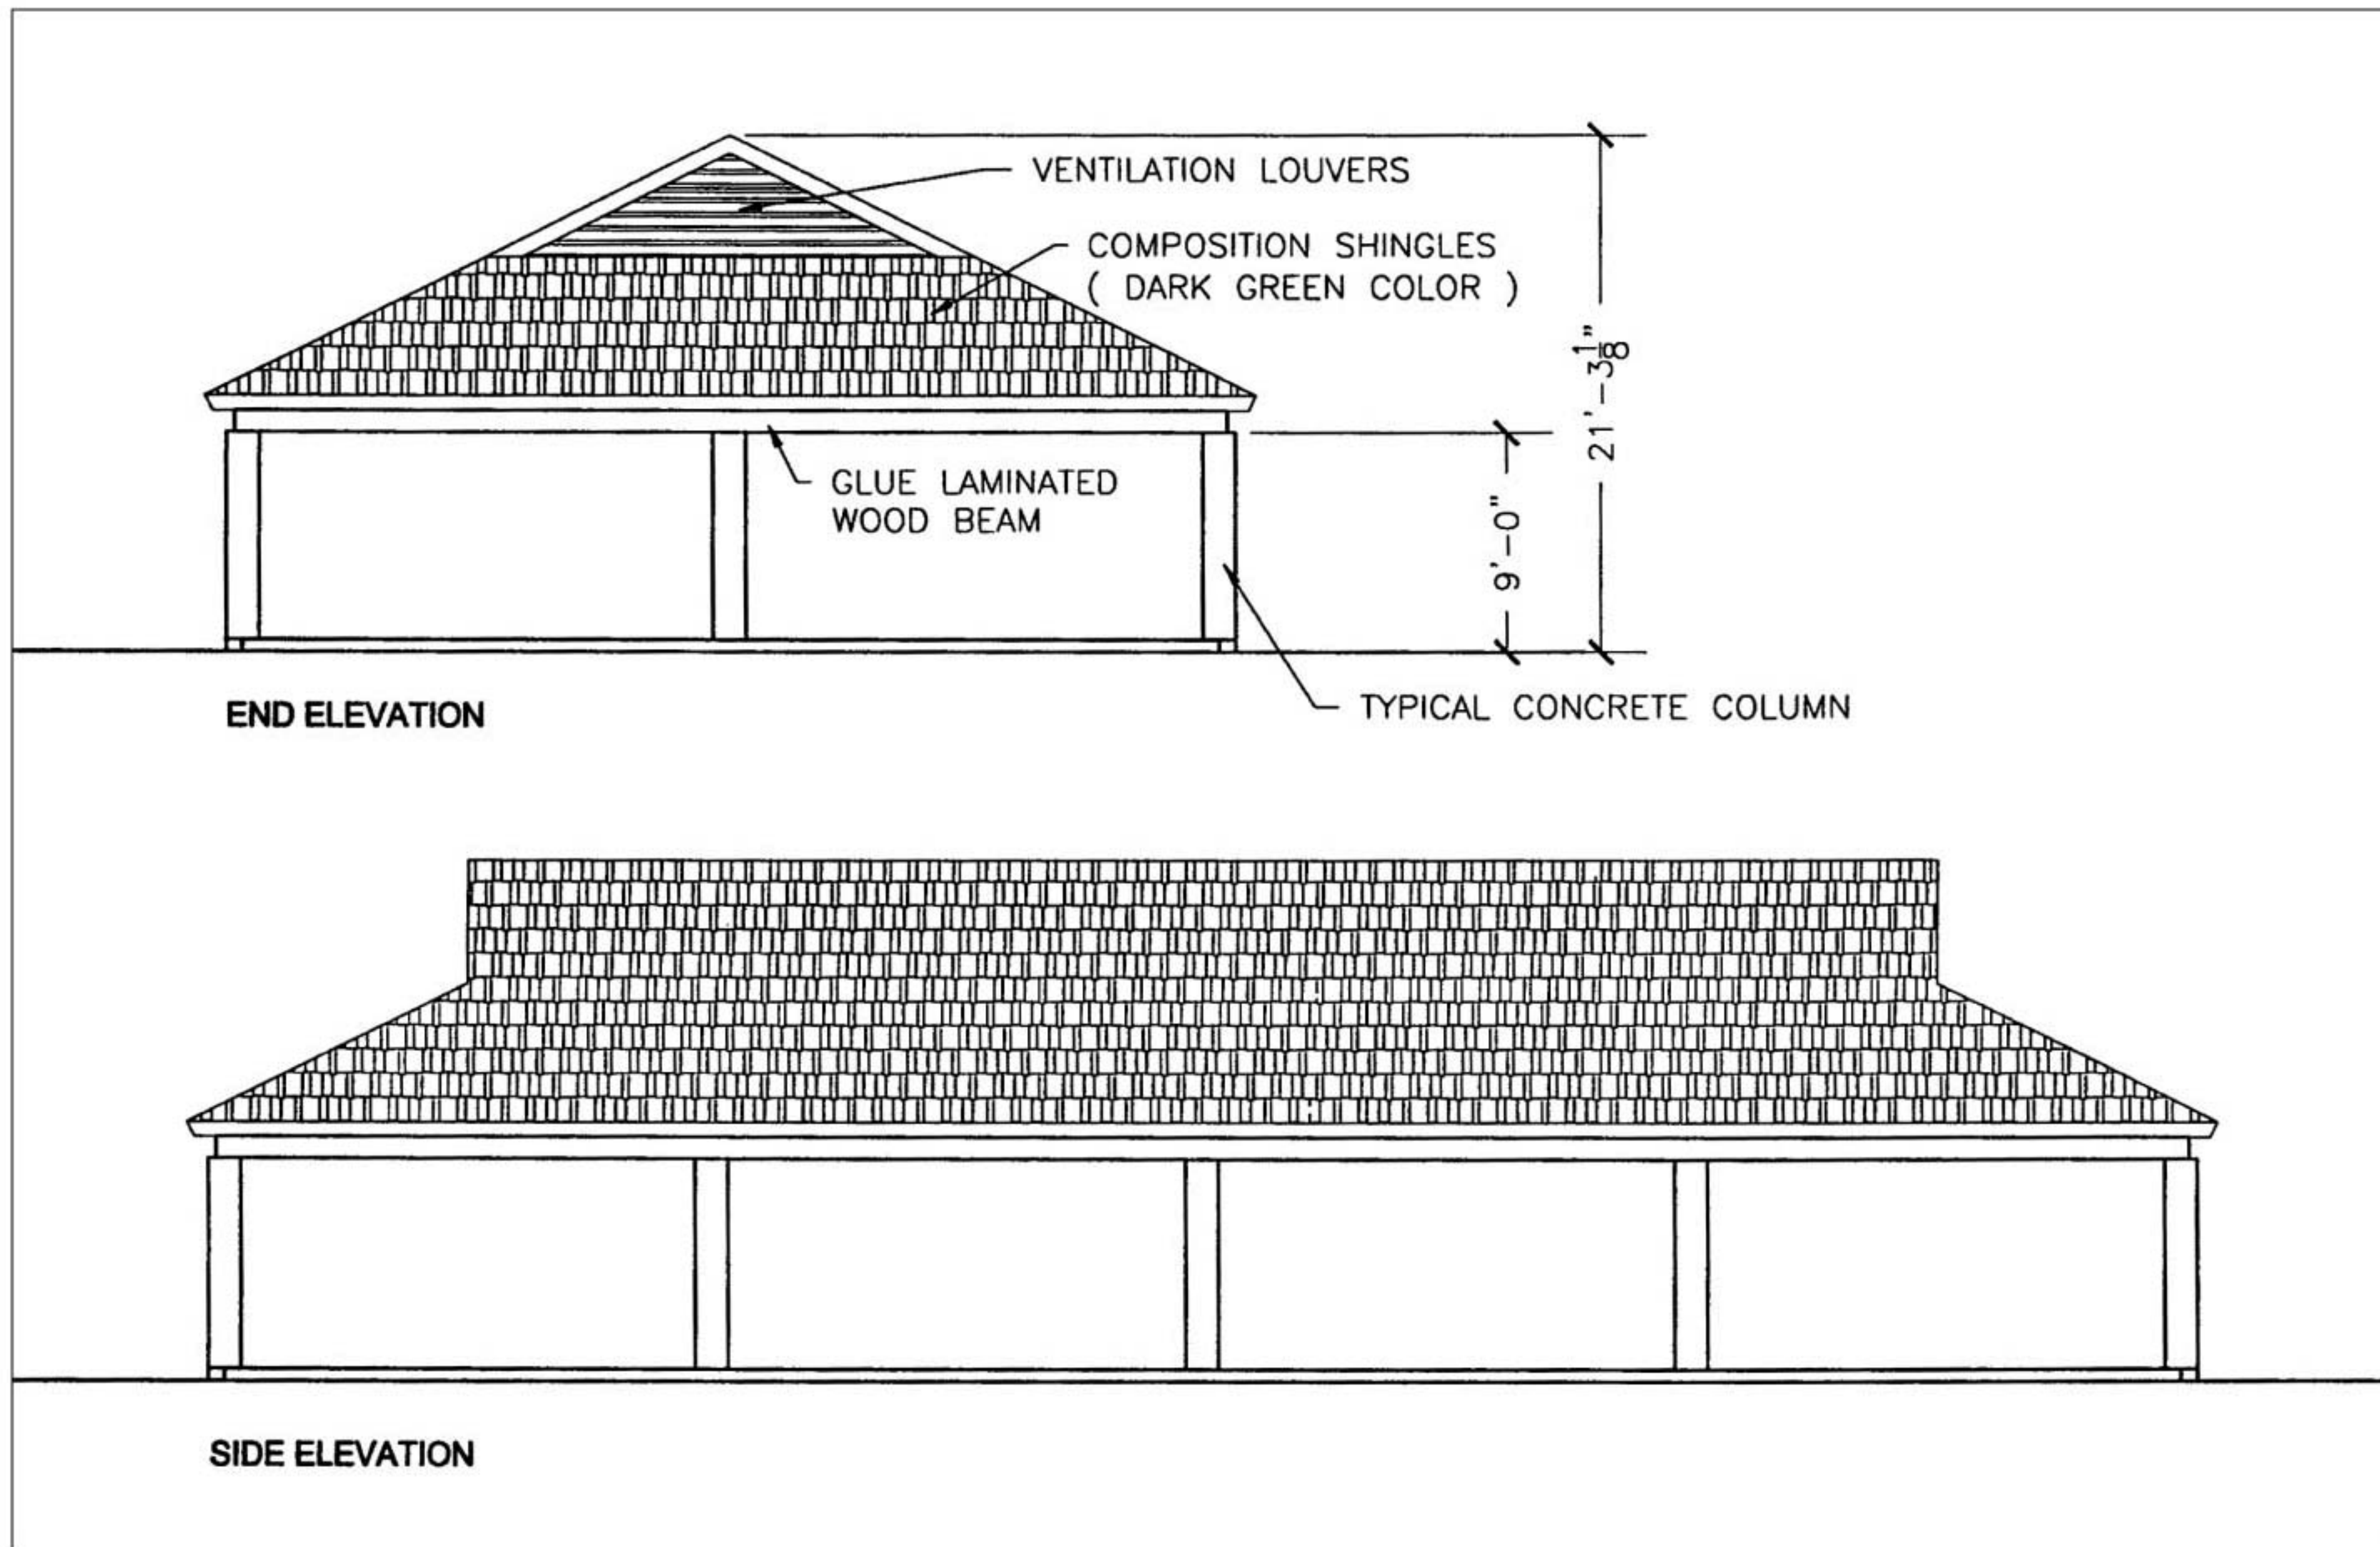 VENTILATION LOUVERS
COMPOSITION SHINGLES
( DARK GREEN COLOR )
21'-3 1/8"
9'-0"
GLUE LAMINATED
WOOD BEAM
TYPICAL CONCRETE COLUMN
END ELEVATION
SIDE ELEVATION